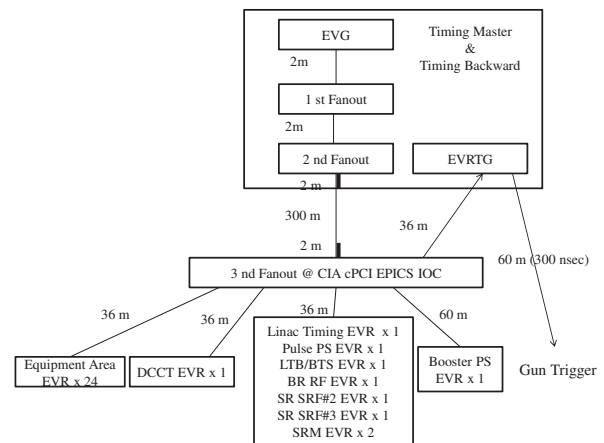 EVG
Timing Master
&
Timing Backward
2m
1 st Fanout
2m
2 nd Fanout
EVRTG
2 m
300 m
36 m
2 m
60 m (300 nsec)
3 nd Fanout @ CIA cPCI EPICS IOC
36 m
36 m
36 m
60 m
Equipment Area
EVR x 24
DCCT EVR x 1
Linac Timing EVR x 1
Pulse PS EVR x 1
LTB/BTS EVR x 1
BR RF EVR x 1
SR SRF#2 EVR x 1
SR SRF#3 EVR x 1
SRM EVR x 2
Booster PS
EVR x 1
Gun Trigger